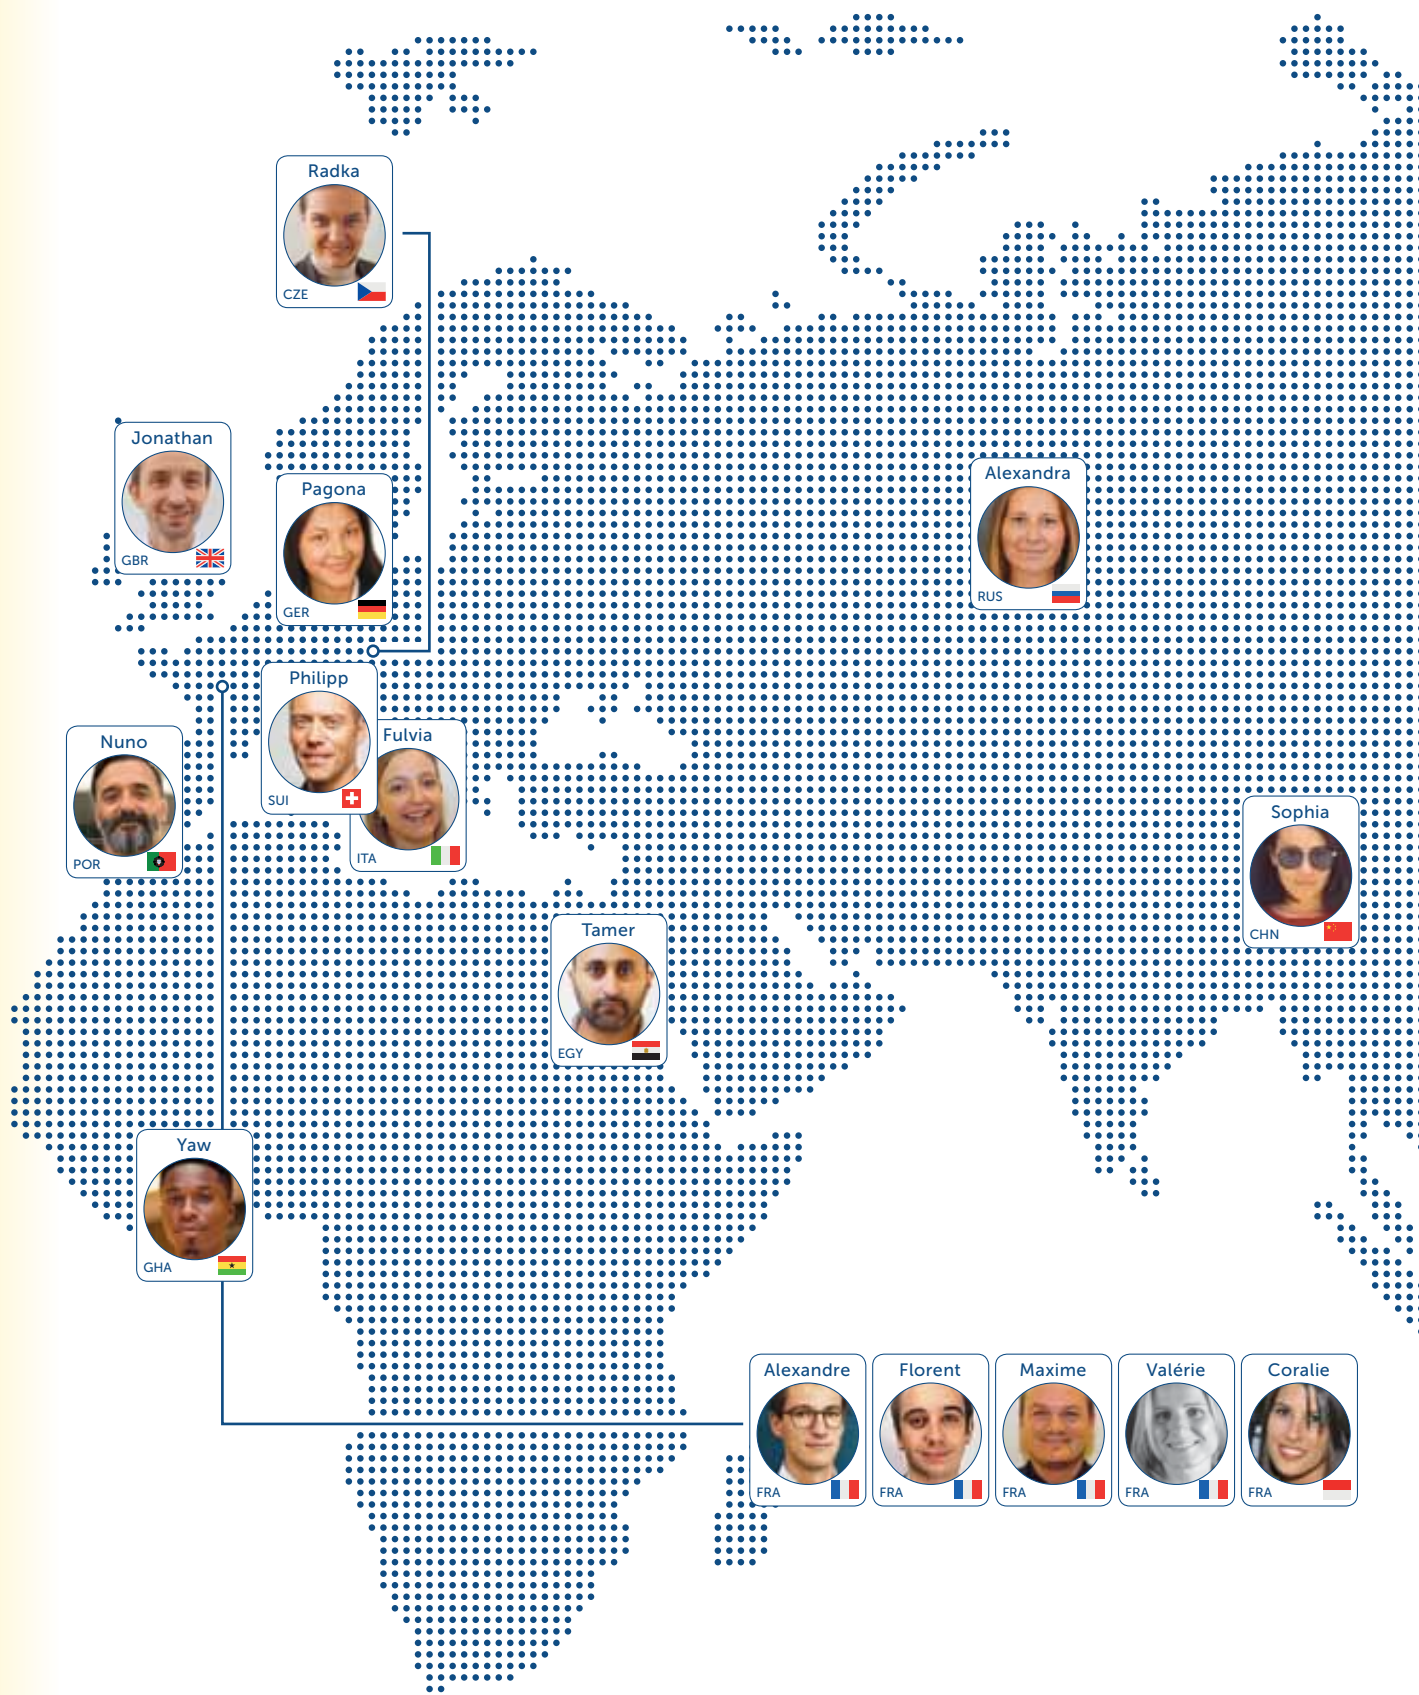 Radka
CZE
Jonathan
GBR
Pagona
GER
Alexandra
RUS
Philipp
SUI
Fulvia
ITA
Nuno
POR
Sophia
CHN
Tamer
EGY
Yaw
GHA
Alexandre
FRA
Florent
FRA
Maxime
FRA
Valérie
FRA
Coralie
FRA